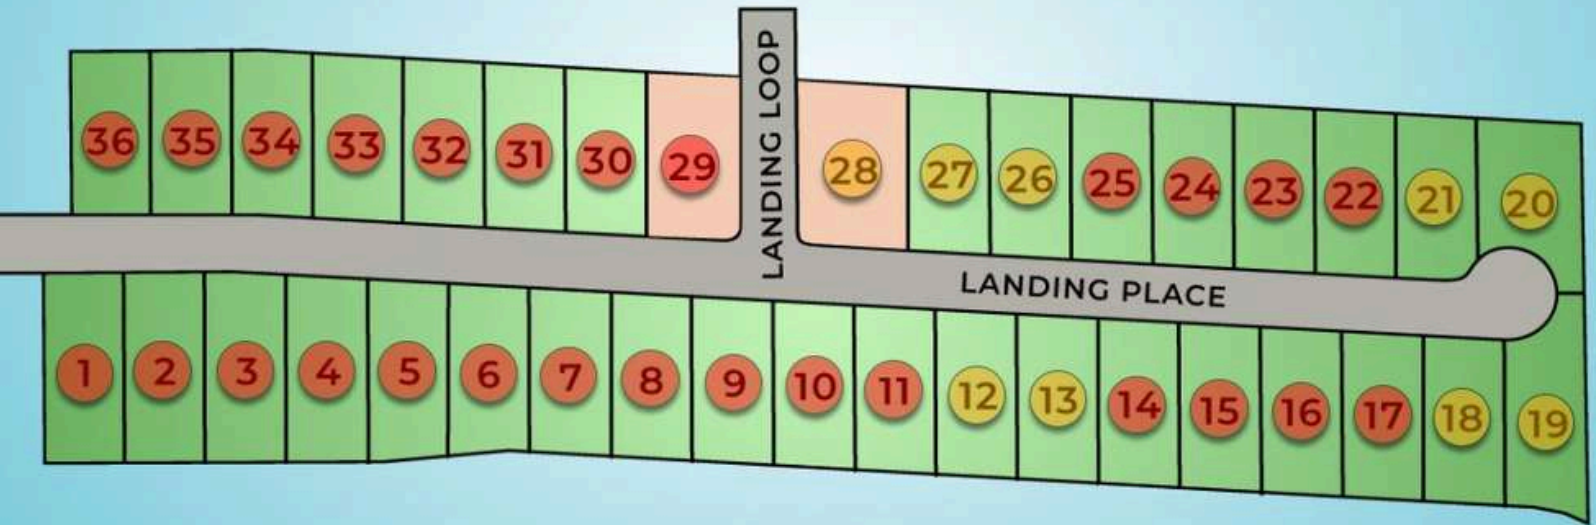 LANDING LOOP
36 35 34 33 32 31 30 29 28 27 26 25 24 23 22 21 20
LANDING PLACE
1 2 3 4 5 6 7 8 9 10 11 12 13 14 15 16 17 18 19